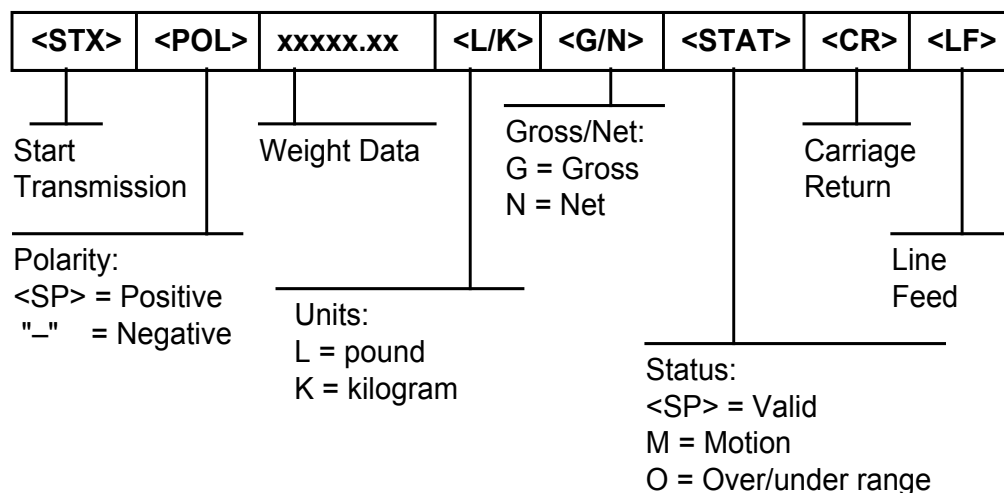 <STX> <POL> xxxxx.xx <L/K> <G/N> <STAT> <CR> <LF>
Start
Transmission
Weight Data
Gross/Net:
G = Gross
N = Net
Carriage
Return
Polarity:
<SP> = Positive
"–" = Negative
Units:
L = pound
K = kilogram
Line
Feed
Status:
<SP> = Valid
M = Motion
O = Over/under range